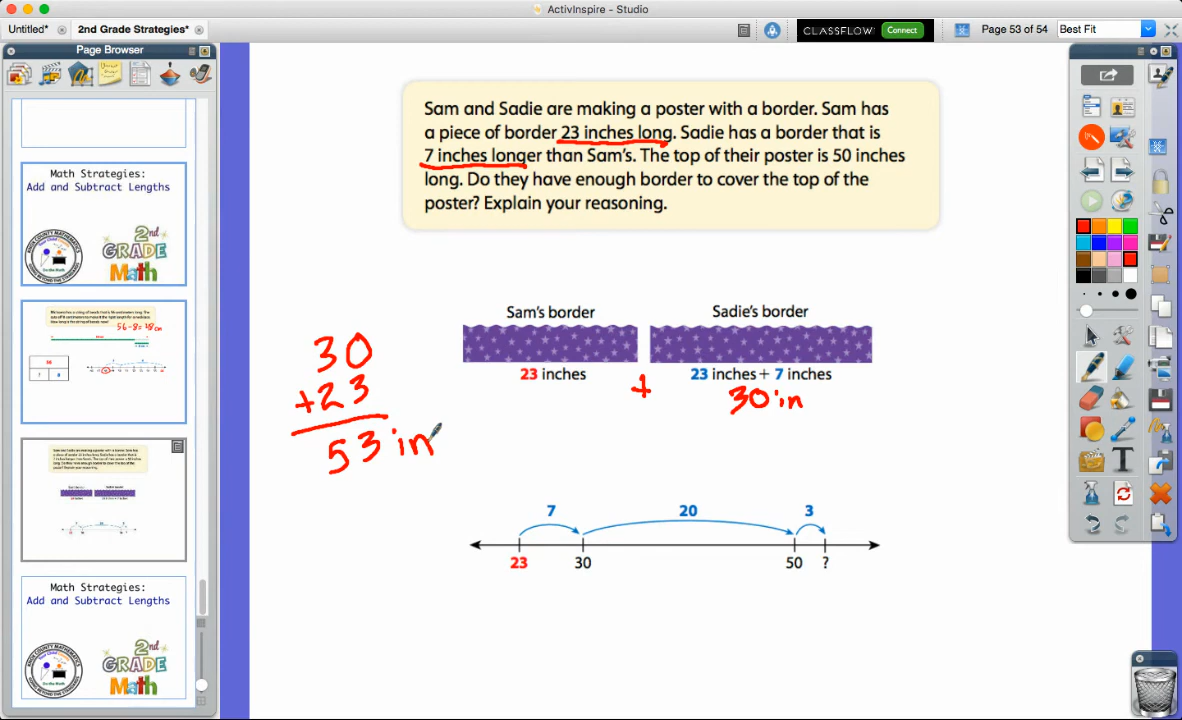 ActivInspire - Studio
Untitled*
2nd Grade Strategies*
CLASSFLOW
Connect
Page 53 of 54
Best Fit
Page Browser
Math Strategies:
Add and Subtract Lengths
2nd
GRADE
Math
56-8=48cm
Math Strategies:
Add and Subtract Lengths
2nd
GRADE
Math
Sam and Sadie are making a poster with a border. Sam has
a piece of border 23 inches long. Sadie has a border that is
7 inches longer than Sam's. The top of their poster is 50 inches
long. Do they have enough border to cover the top of the
poster? Explain your reasoning.
Sam's border
Sadie's border
23 inches
+
23 inches + 7 inches
30 in
30
+23
53 in
7
20
3
23
30
50
?